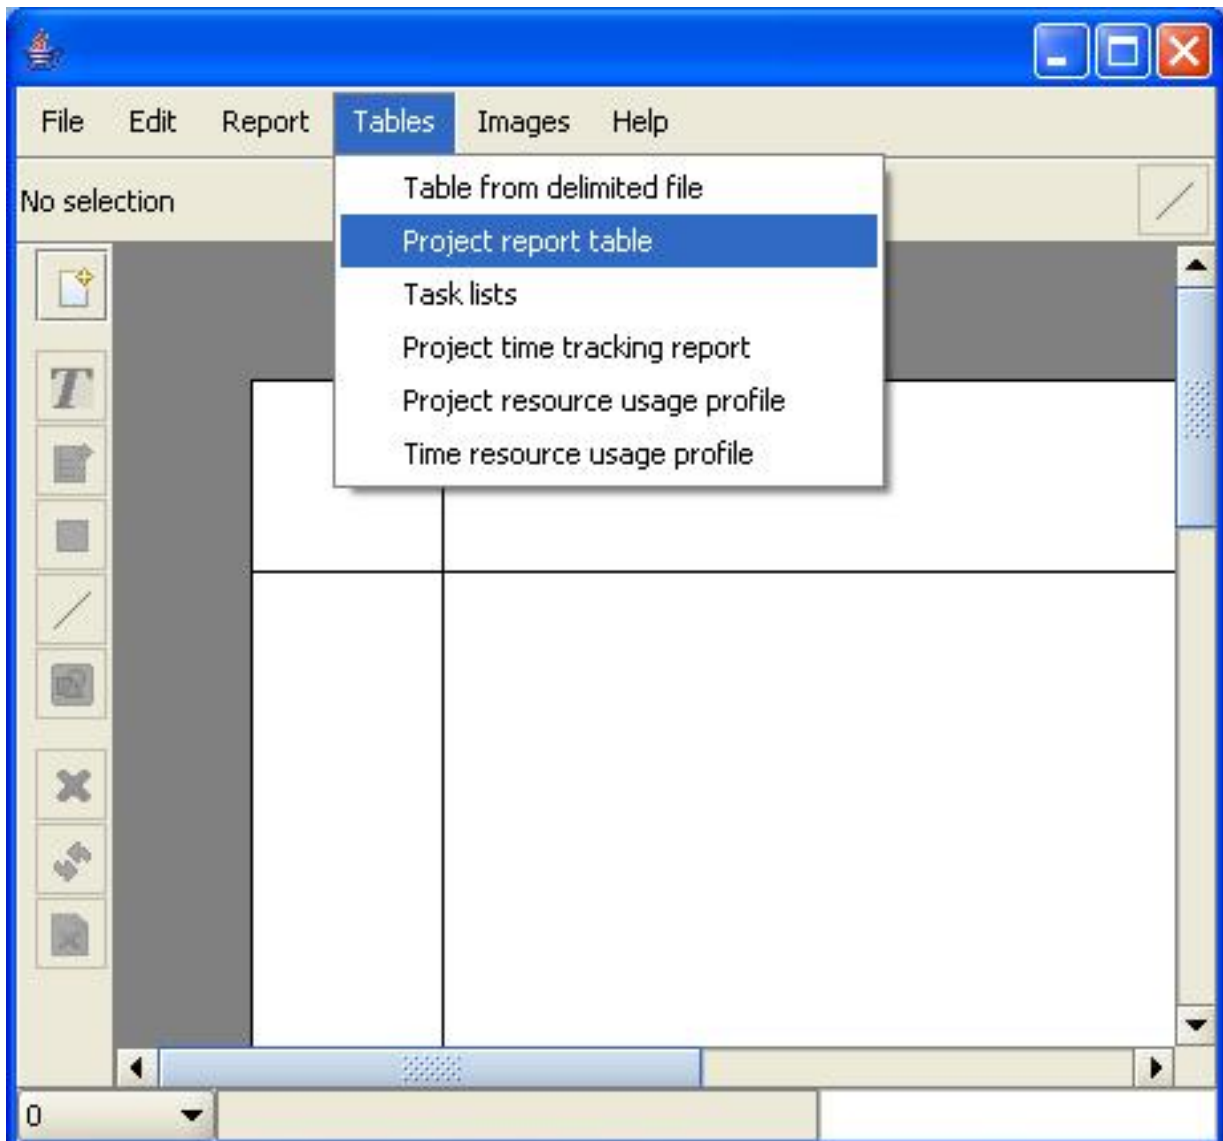 File Edit Report Tables Images Help
No selection
Table from delimited file
Project report table
Task lists
Project time tracking report
Project resource usage profile
Time resource usage profile
T
0